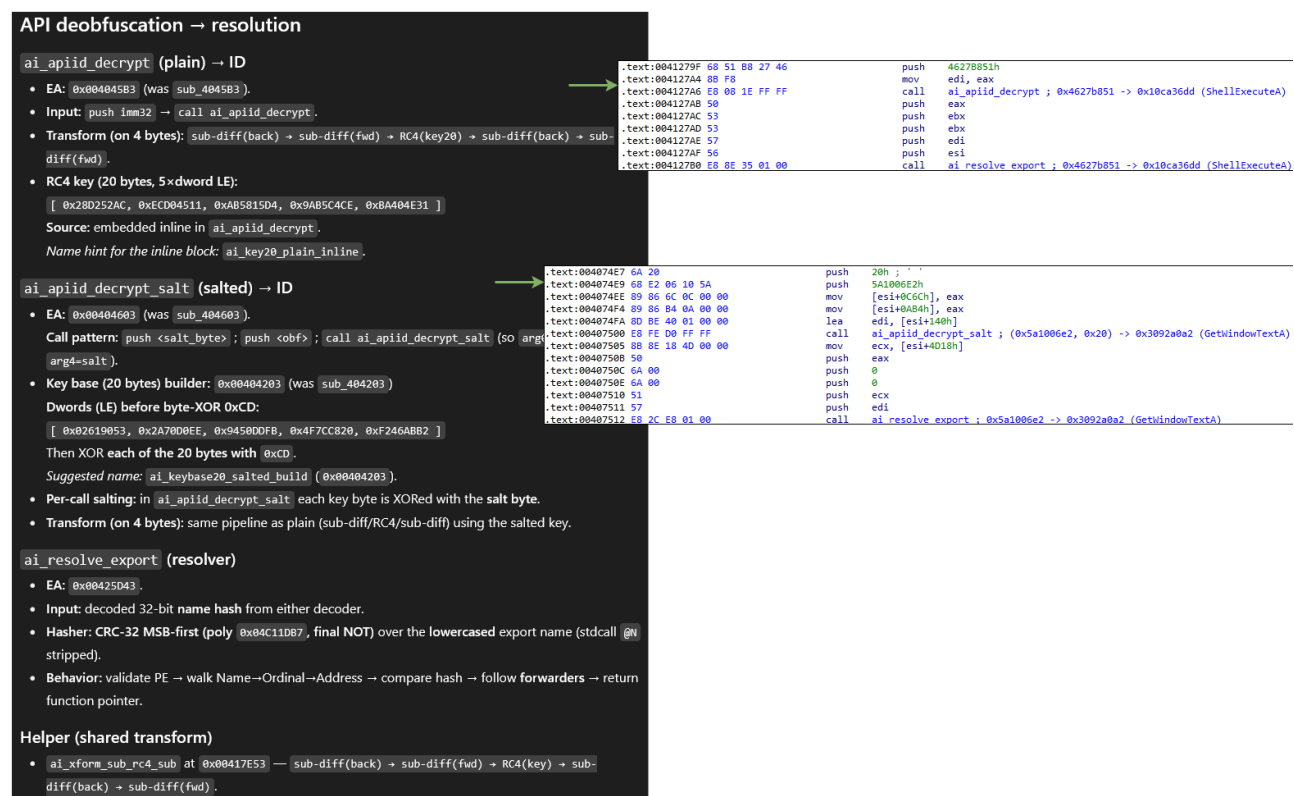 API deobfuscation → resolution
ai_apiid_decrypt (plain) → ID
• EA: 0x004045B3 (was sub_4045B3).
• Input: push imm32 → call ai_apiid_decrypt.
• Transform (on 4 bytes): sub-diff(back) → sub-diff(fwd) → RC4(key20) → sub-diff(back) → sub-
diff(fwd).
• RC4 key (20 bytes, 5×dword LE):
[ 0x28D252AC, 0xECD04511, 0xAB5815D4, 0x9AB5C4CE, 0xBA404E31 ]
Source: embedded inline in ai_apiid_decrypt.
Name hint for the inline block: ai_key20_plain_inline.
ai_apiid_decrypt_salt (salted) → ID
• EA: 0x00404603 (was sub_404603).
Call pattern: push <salt_byte> ; push <obf> ; call ai_apiid_decrypt_salt (so
arg4=salt).
• Key base (20 bytes) builder: 0x00404203 (was sub_404203)
Dwords (LE) before byte-XOR 0xCD:
[ 0x02619053, 0x2A70D0EE, 0x9450DDFB, 0x4F7CC820, 0xF246ABB2 ]
Then XOR each of the 20 bytes with 0xCD.
Suggested name: ai_keybase20_salted_build (0x00404203).
• Per-call salting: in ai_apiid_decrypt_salt each key byte is XORed with the salt byte.
• Transform (on 4 bytes): same pipeline as plain (sub-diff/RC4/sub-diff) using the salted key.
ai_resolve_export (resolver)
• EA: 0x00425D43.
• Input: decoded 32-bit name hash from either decoder.
• Hasher: CRC-32 MSB-first (poly 0x04C11DB7, final NOT) over the lowercased export name (stdcall @N
stripped).
• Behavior: validate PE → walk Name→Ordinal→Address → compare hash → follow forwarders → return
function pointer.
Helper (shared transform)
• ai_xform_sub_rc4_sub at 0x00417E53 — sub-diff(back) → sub-diff(fwd) → RC4(key) → sub-
diff(back) → sub-diff(fwd).
.text:0041279F 68 51 B8 27 46 push 4627B851h
.text:004127A4 8B F8 mov edi, eax
.text:004127A6 E8 08 1E FF FF call ai_apiid_decrypt ; 0x4627b851 -> 0x10ca36dd (ShellExecuteA)
.text:004127AB 50 push eax
.text:004127AC 53 push ebx
.text:004127AD 53 push ebx
.text:004127AE 57 push edi
.text:004127AF 56 push esi
.text:004127B0 E8 8E 35 01 00 call ai_resolve_export ; 0x4627b851 -> 0x10ca36dd (ShellExecuteA)
.text:004074E7 6A 20 push 20h ; ' '
.text:004074E9 68 E2 06 10 5A push 5A1006E2h
.text:004074EE 89 86 6C 0C 00 00 mov [esi+0C6Ch], eax
.text:004074F4 89 86 B4 0A 00 00 mov [esi+0AB4h], eax
.text:004074FA 8D BE 40 01 00 00 lea edi, [esi+140h]
.text:00407500 E8 FE D0 FF FF call ai_apiid_decrypt_salt ; (0x5a1006e2, 0x20) -> 0x3092a0a2 (GetWindowTextA)
.text:00407505 8B 8E 18 4D 00 00 mov ecx, [esi+4D18h]
.text:0040750B 50 push eax
.text:0040750C 6A 00 push 0
.text:0040750E 6A 00 push 0
.text:00407510 51 push ecx
.text:00407511 57 push edi
.text:00407512 E8 2C E8 01 00 call ai_resolve_export ; 0x5a1006e2 -> 0x3092a0a2 (GetWindowTextA)